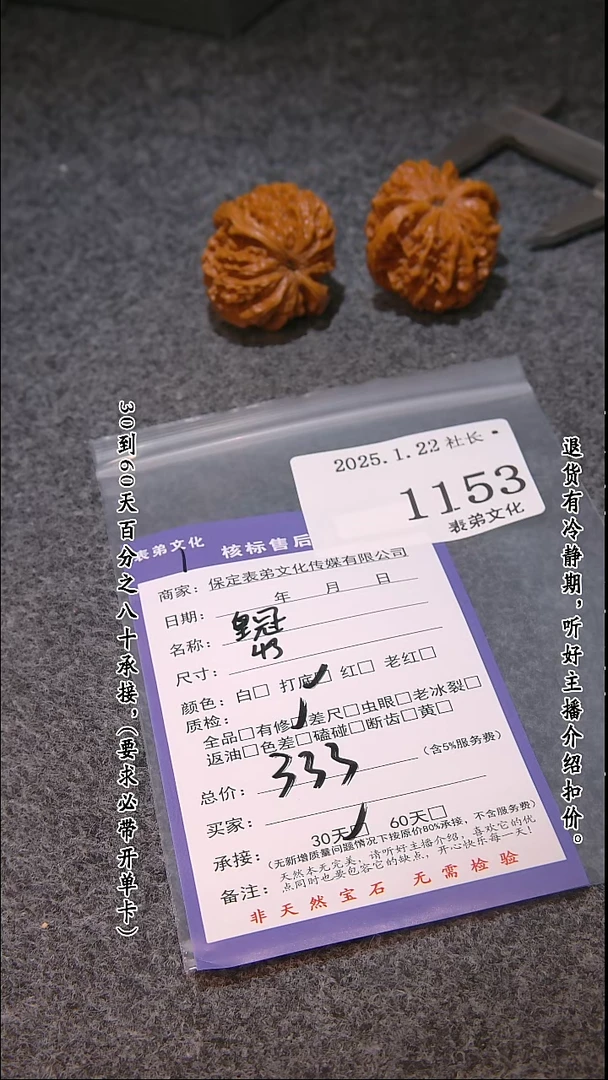 30到60天百分之八十承接，（要求必带开单卡）
退货有冷静期，听好主播介绍扣价。
2025.1.22 社长
1153
表弟文化
表弟文化 核标售后
商家：保定表弟文化传媒有限公司
日期： 年 月 日
名称：皇冠
尺寸：43
颜色：白□ 打底☑ 红□ 老红□
质检：
全品□有修☑差尺□虫眼□老冰裂□
返油□色差□磕碰□断齿□黄□
总价：333（含5%服务费）
买家：
承接：30天☑ 60天□
（无新增质量问题情况下按原价80%承接，不含服务费）
备注：天然本无完美，请听好主播介绍，喜欢它的优
点同时也要包容它的缺点，开心快乐每一天！
非天然宝石 无需检验